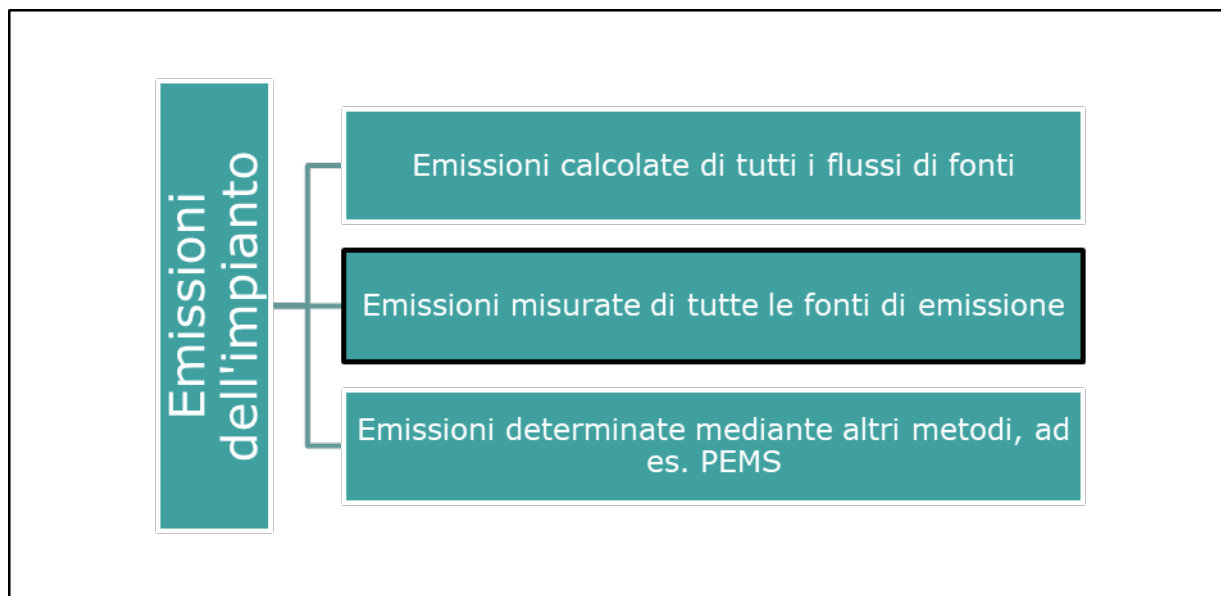 Emissioni
dell'impianto
Emissioni calcolate di tutti i flussi di fonti
Emissioni misurate di tutte le fonti di emissione
Emissioni determinate mediante altri metodi, ad
es. PEMS